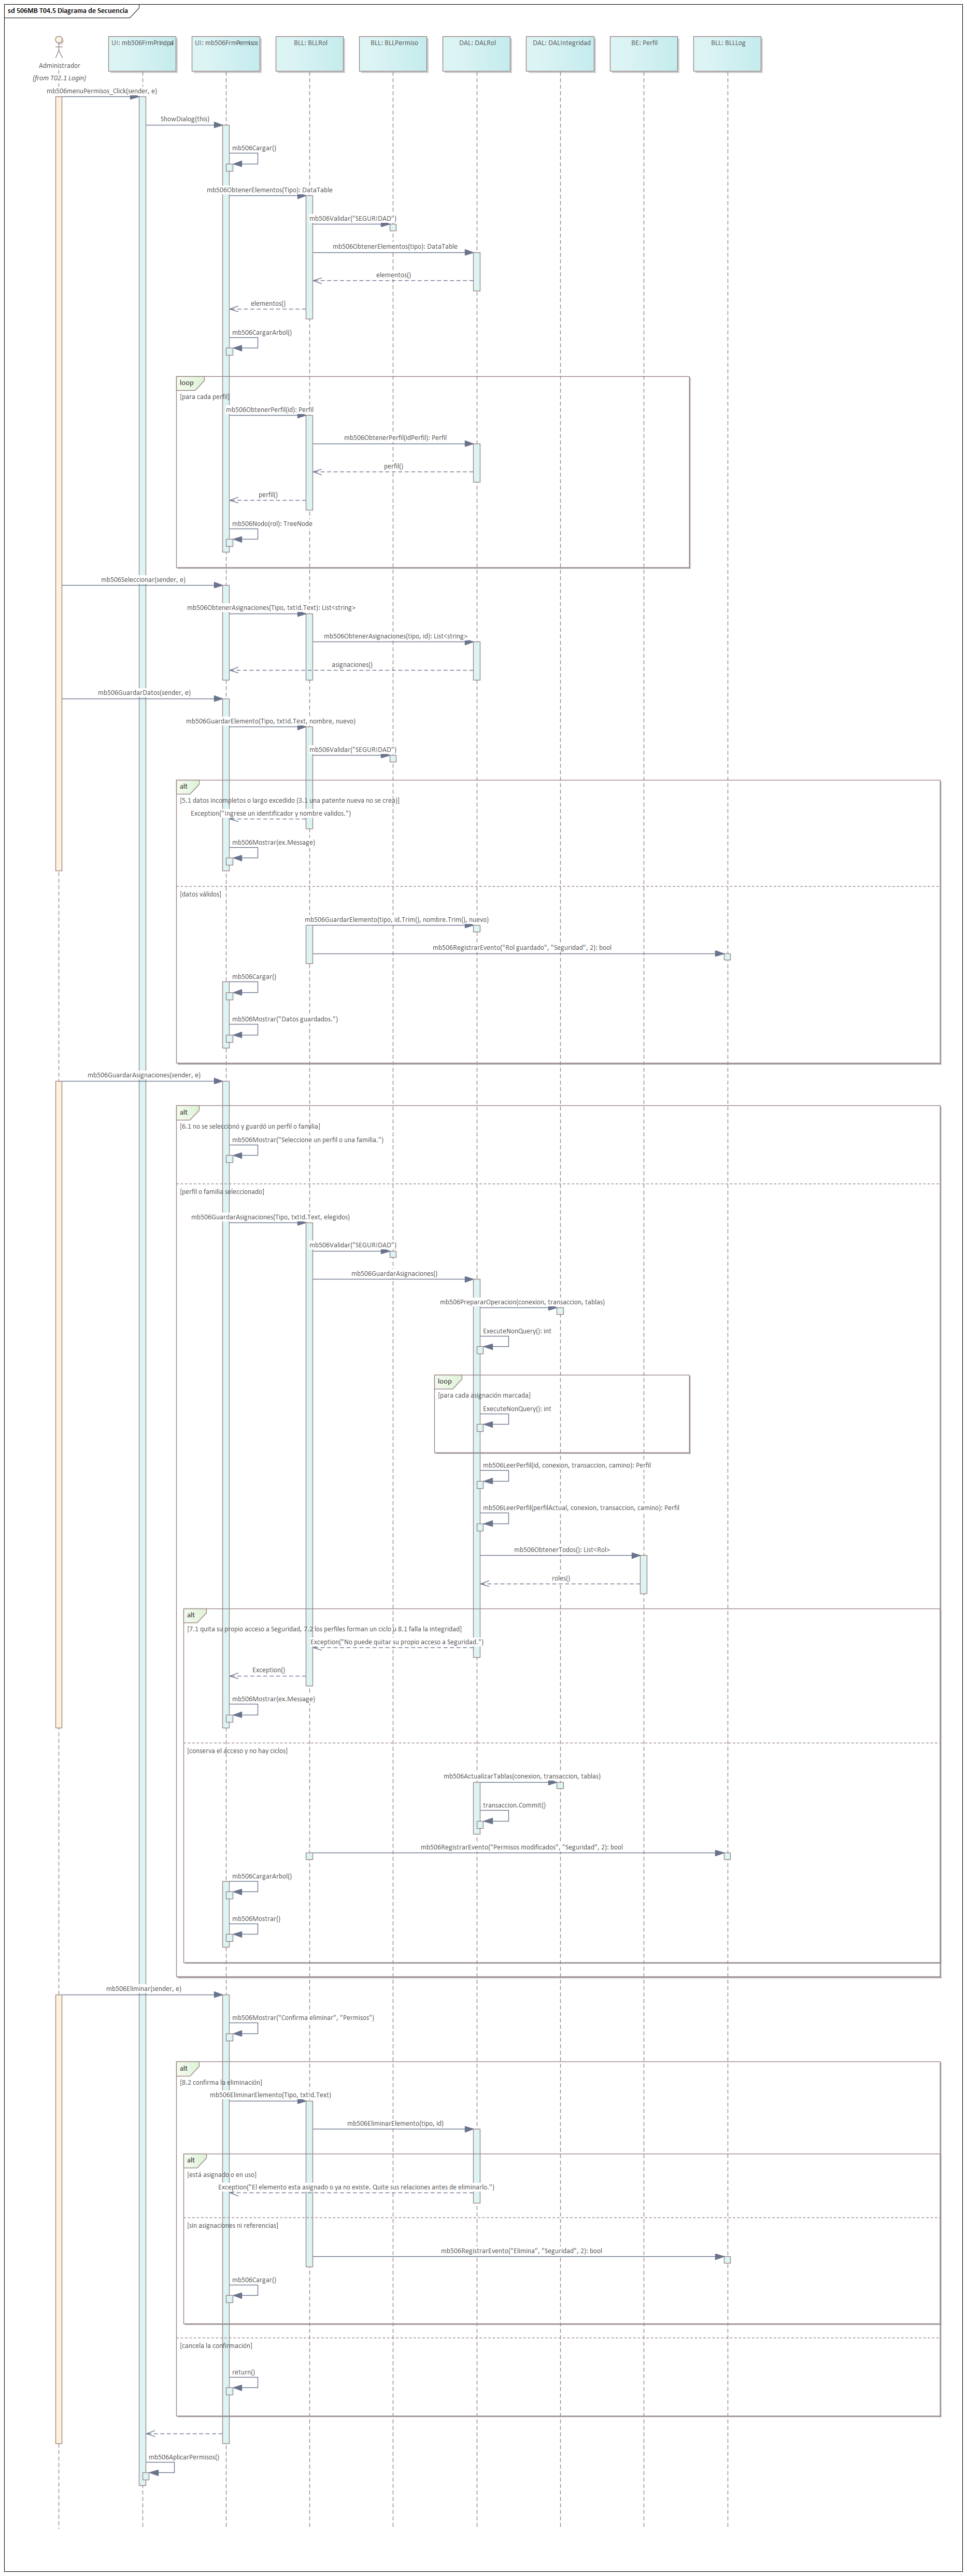 sd 506MB T04.5 Diagrama de Secuencia
Administrador
(from T02.1 Login)
UI: mb506FrmPrincipal
UI: mb506FrmPermisos
BLL: BLLRol
BLL: BLLPermiso
DAL: DALRol
DAL: DALIntegridad
BE: Perfil
BLL: BLLLog
mb506menuPermisos_Click(sender, e)
ShowDialog(this)
mb506Cargar()
mb506ObtenerElementos(Tipo): DataTable
mb506Validar("SEGURIDAD")
mb506ObtenerElementos(tipo): DataTable
elementos()
elementos()
mb506CargarArbol()
loop
[para cada perfil]
mb506ObtenerPerfil(id): Perfil
mb506ObtenerPerfil(idPerfil): Perfil
perfil()
perfil()
mb506Nodo(rol): TreeNode
mb506Seleccionar(sender, e)
mb506ObtenerAsignaciones(Tipo, txtId.Text): List<string>
mb506ObtenerAsignaciones(tipo, id): List<string>
asignaciones()
mb506GuardarDatos(sender, e)
mb506GuardarElemento(Tipo, txtId.Text, nombre, nuevo)
mb506Validar("SEGURIDAD")
alt
[5.1 datos incompletos o largo excedido (3.1 una patente nueva no se crea)]
Exception("Ingrese un identificador y nombre validos.")
mb506Mostrar(ex.Message)
[datos válidos]
mb506GuardarElemento(tipo, id.Trim(), nombre.Trim(), nuevo)
mb506RegistrarEvento("Rol guardado", "Seguridad", 2): bool
mb506Cargar()
mb506Mostrar("Datos guardados.")
mb506GuardarAsignaciones(sender, e)
alt
[6.1 no se seleccionó y guardó un perfil o familia]
mb506Mostrar("Seleccione un perfil o una familia.")
[perfil o familia seleccionado]
mb506GuardarAsignaciones(Tipo, txtId.Text, elegidos)
mb506Validar("SEGURIDAD")
mb506GuardarAsignaciones()
mb506PrepararOperacion(conexion, transaccion, tablas)
ExecuteNonQuery(): int
loop
[para cada asignación marcada]
ExecuteNonQuery(): int
mb506LeerPerfil(id, conexion, transaccion, camino): Perfil
mb506LeerPerfil(perfilActual, conexion, transaccion, camino): Perfil
mb506ObtenerTodos(): List<Rol>
roles()
alt
[7.1 quita su propio acceso a Seguridad, 7.2 los perfiles forman un ciclo u 8.1 falla la integridad]
Exception("No puede quitar su propio acceso a Seguridad.")
Exception()
mb506Mostrar(ex.Message)
[conserva el acceso y no hay ciclos]
mb506ActualizarTablas(conexion, transaccion, tablas)
transaccion.Commit()
mb506RegistrarEvento("Permisos modificados", "Seguridad", 2): bool
mb506CargarArbol()
mb506Mostrar()
mb506Eliminar(sender, e)
mb506Mostrar("Confirma eliminar", "Permisos")
alt
[8.2 confirma la eliminación]
mb506EliminarElemento(Tipo, txtId.Text)
mb506EliminarElemento(tipo, id)
alt
[está asignado o en uso]
Exception("El elemento esta asignado o ya no existe. Quite sus relaciones antes de eliminarlo.")
[sin asignaciones ni referencias]
mb506RegistrarEvento("Elimina", "Seguridad", 2): bool
mb506Cargar()
[cancela la confirmación]
return()
mb506AplicarPermisos()